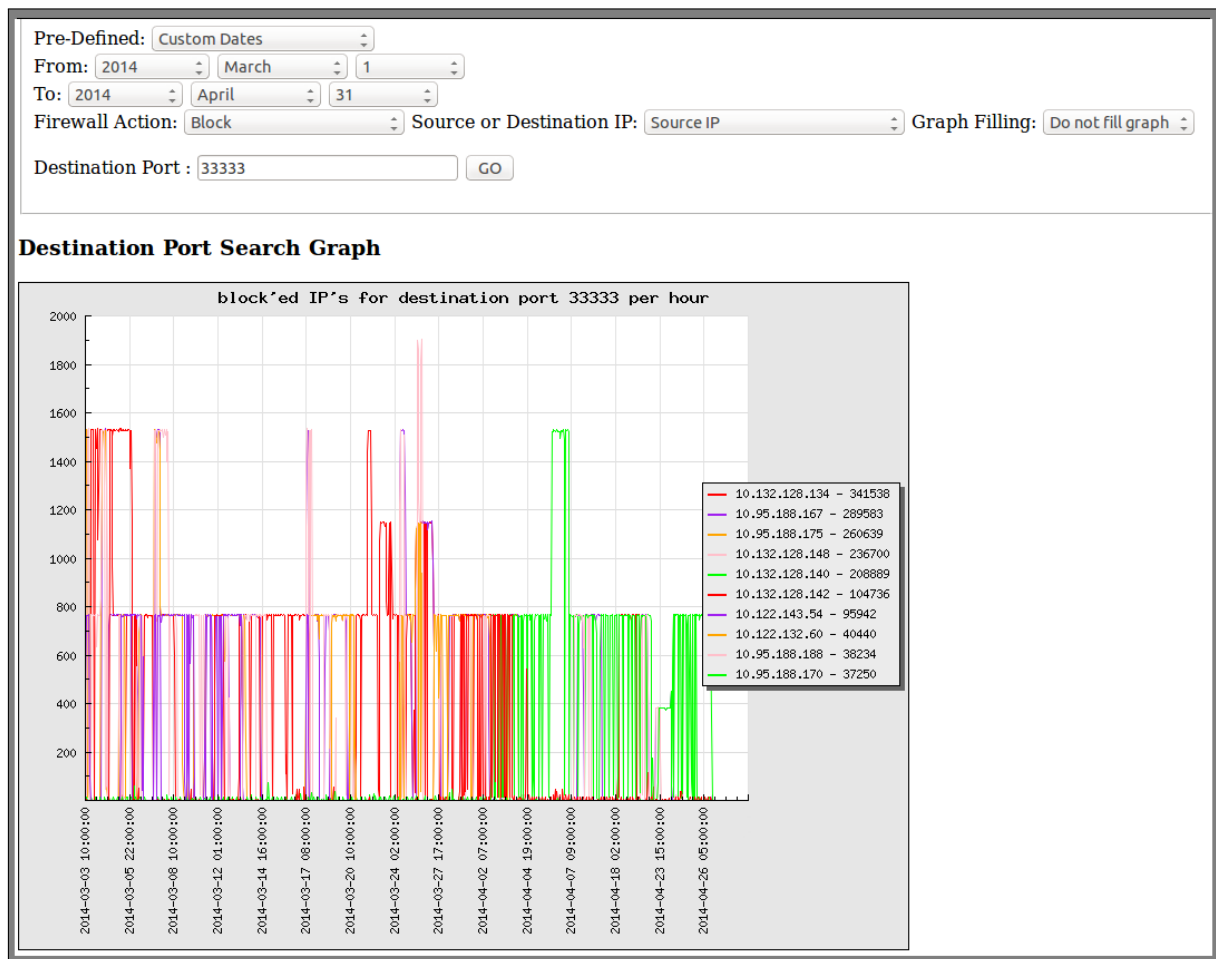 Pre-Defined: Custom Dates
From: 2014 March 1
To: 2014 April 31
Firewall Action: Block Source or Destination IP: Source IP Graph Filling: Do not fill graph
Destination Port : 33333 GO
Destination Port Search Graph
block'ed IP's for destination port 33333 per hour
2000
1800
1600
1400
1200
1000
800
600
400
200
10.132.128.134 - 341538
10.95.188.167 - 289583
10.95.188.175 - 260639
10.132.128.148 - 236700
10.132.128.140 - 208889
10.132.128.142 - 104736
10.122.143.54 - 95942
10.122.132.60 - 40440
10.95.188.188 - 38234
10.95.188.170 - 37250
2014-03-03 10:00:00
2014-03-05 22:00:00
2014-03-08 10:00:00
2014-03-12 01:00:00
2014-03-14 16:00:00
2014-03-17 08:00:00
2014-03-20 10:00:00
2014-03-24 02:00:00
2014-03-27 17:00:00
2014-04-02 07:00:00
2014-04-04 19:00:00
2014-04-07 09:00:00
2014-04-18 02:00:00
2014-04-23 15:00:00
2014-04-26 05:00:00